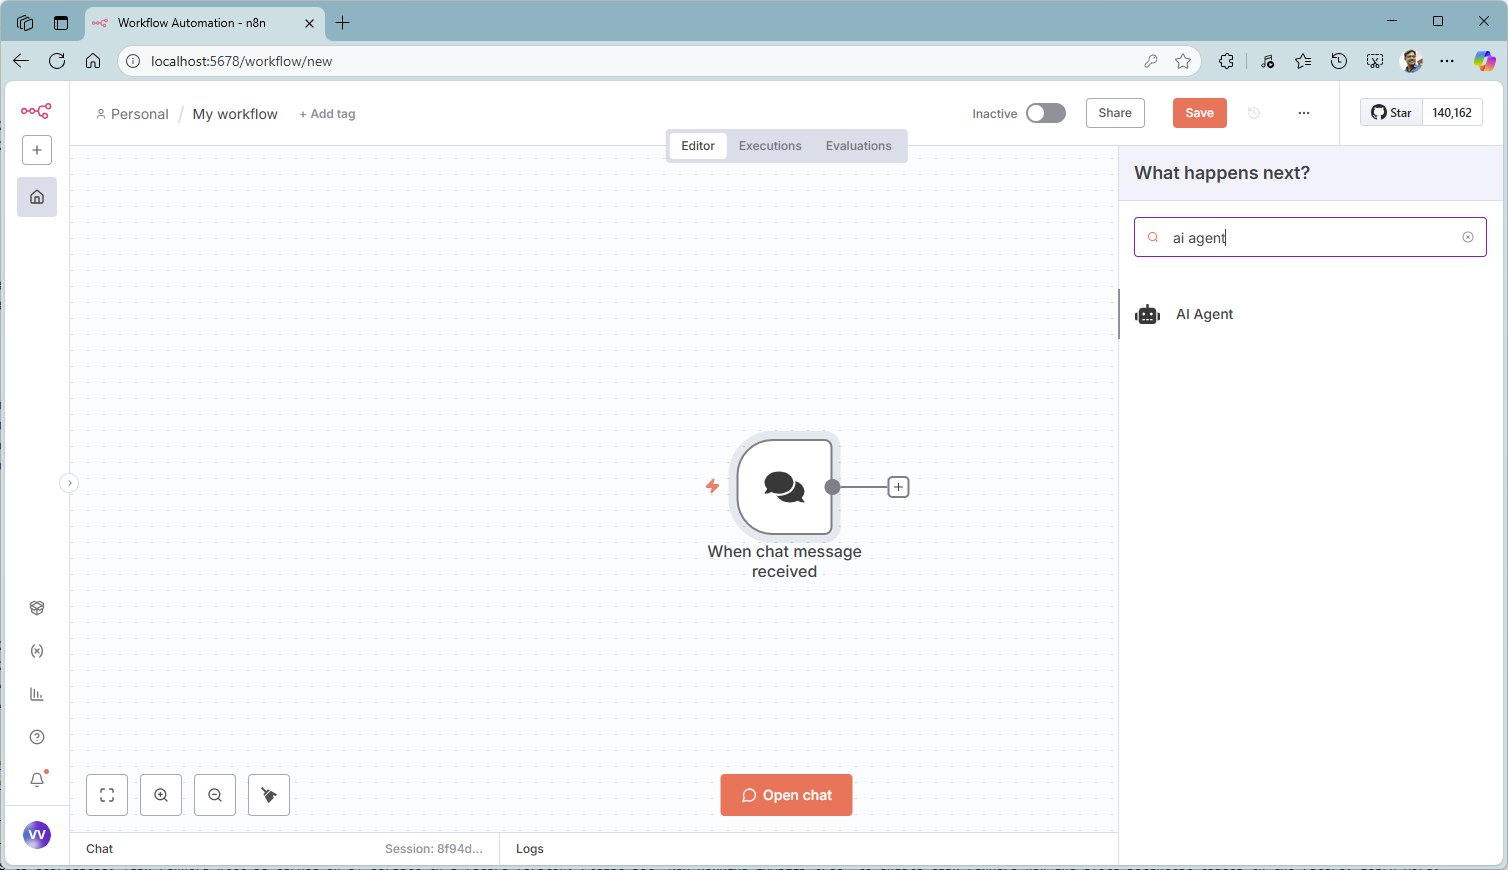 Workflow Automation - n8n
localhost:5678/workflow/new
Personal / My workflow + Add tag
Inactive
Share
Save
Star 140,162
Editor Executions Evaluations
What happens next?
ai agent
AI Agent
When chat message
received
Open chat
VV
Chat
Session: 8f94d...
Logs